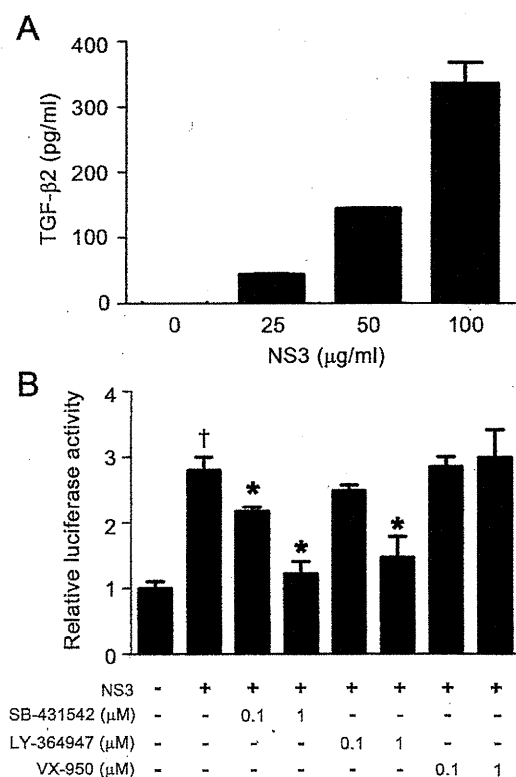 A
TGF-β2 (pg/ml)
400
300
200
100
0
0 25 50 100
NS3 (μg/ml)
B
Relative luciferase activity
4
3
2
1
0
† * * *
NS3 - + + + + + + +
SB-431542 (μM) - - 0.1 1 - - - -
LY-364947 (μM) - - - - 0.1 1 - -
VX-950 (μM) - - - - - - 0.1 1